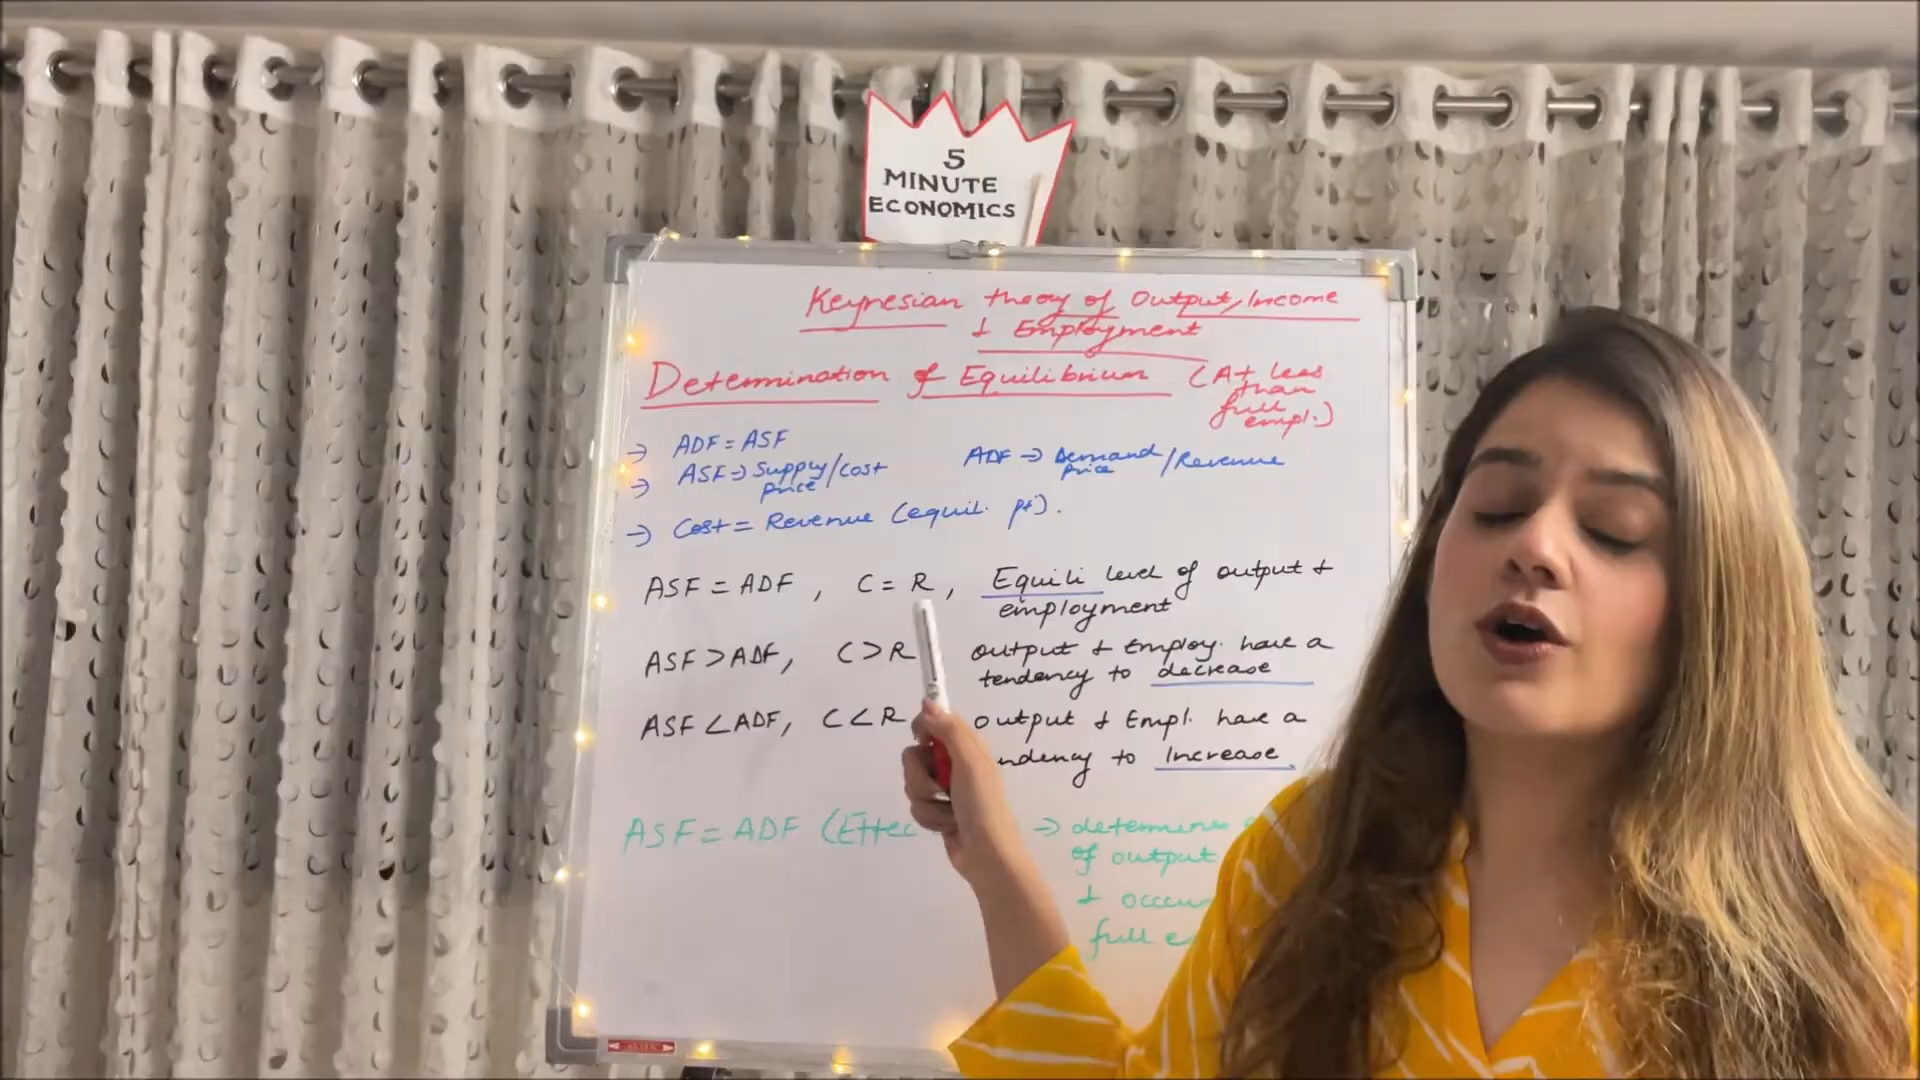 5
MINUTE
ECONOMICS
Keynesian theory of Output/Income
& Employment
Determination of Equilibrium (At less
than
full
empl.)
→ ADF = ASF
→ ASF → Supply/cost
price
ADF → Demand/Revenue
Price
→ Cost = Revenue (equil. pt).
ASF = ADF, C = R, Equili level of output &
employment
ASF > ADF, C > R output & Employ. have a
tendency to decrease
ASF < ADF, C < R output & Empl. have a
to Increase
ASF = ADF → determines
of output
&
full